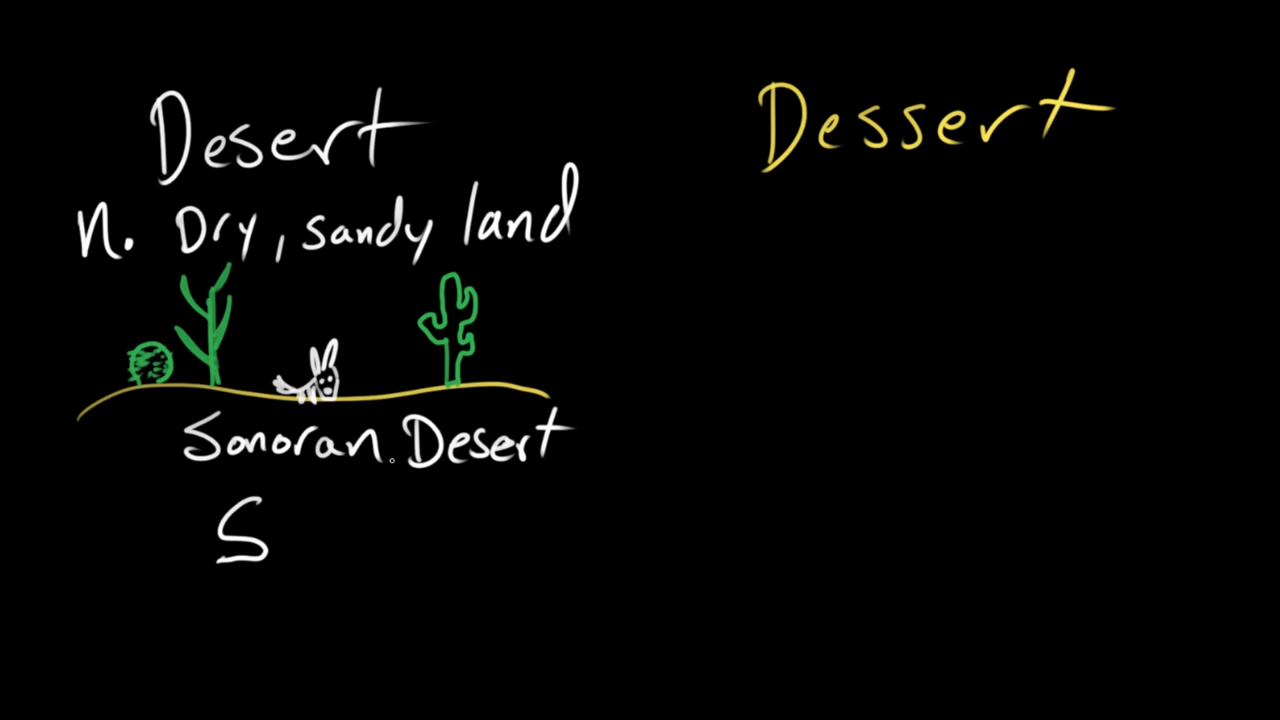 Desert
n. Dry, sandy land
Sonoran Desert
S
Dessert